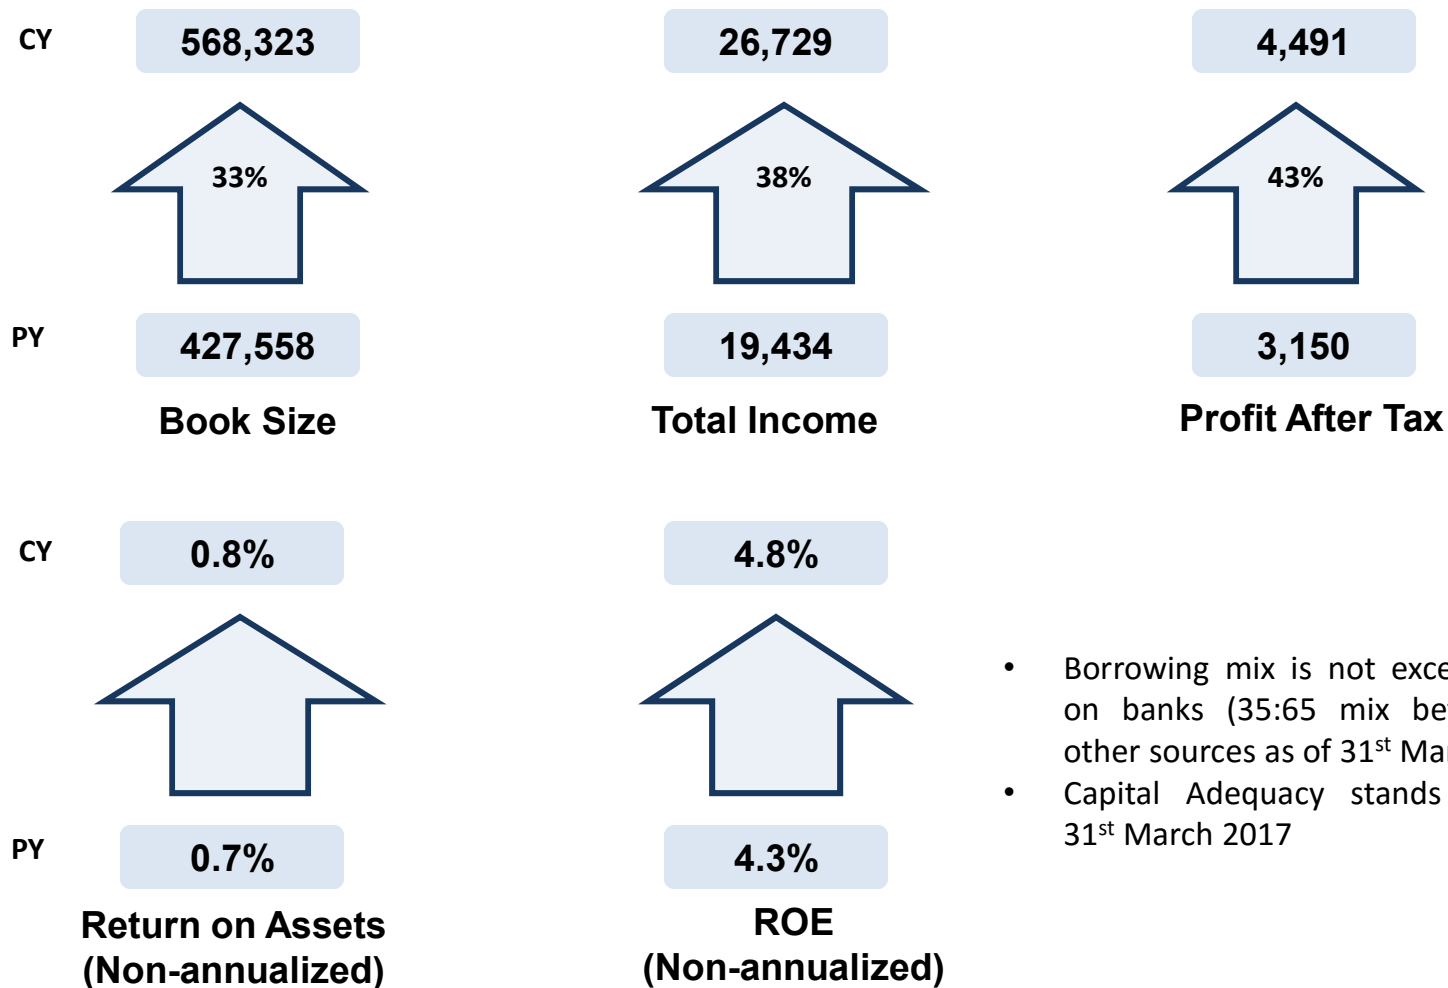 CY
568,323
26,729
4,491
33%
38%
43%
PY
427,558
19,434
3,150
Book Size
Total Income
Profit After Tax
CY
0.8%
4.8%
PY
0.7%
4.3%
Return on Assets
(Non-annualized)
ROE
(Non-annualized)
• Borrowing mix is not
on banks (35:65 mix
other sources as of 31st
• Capital Adequacy stands
31st March 2017